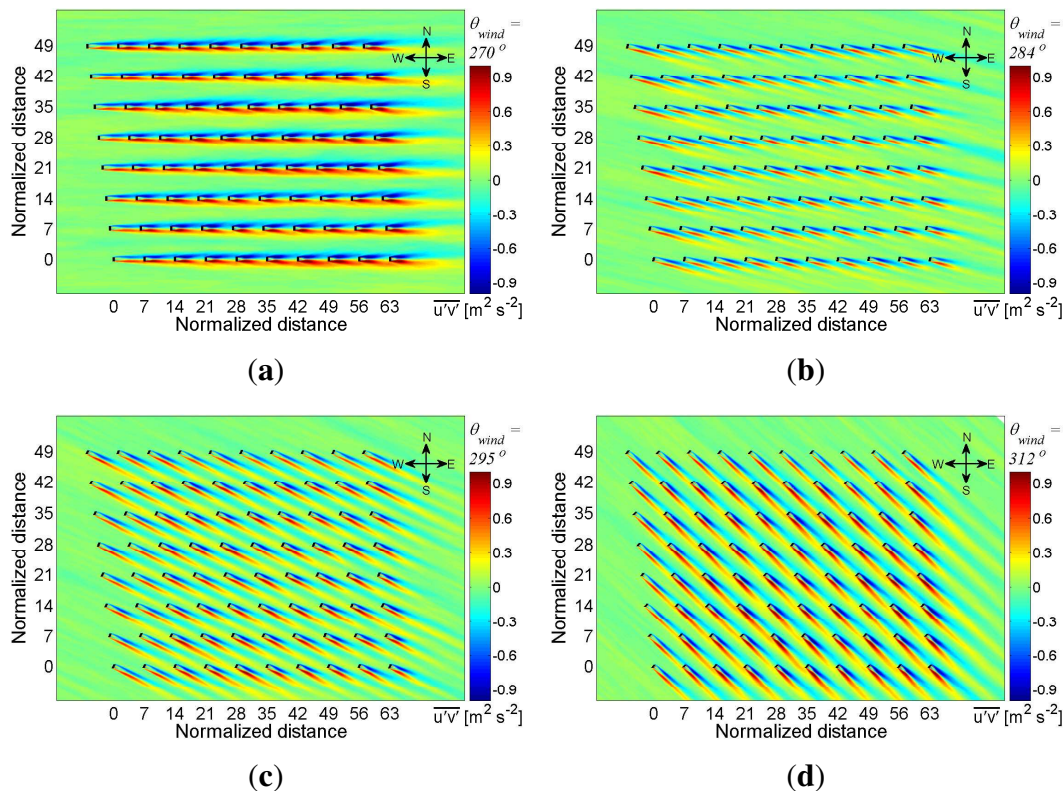 θwind = 270 º
N
W E
S
49
42
35
28
21
14
7
0
Normalized distance
0 7 14 21 28 35 42 49 56 63
Normalized distance
0.9
0.6
0.3
0
-0.3
-0.6
-0.9
u'v' [m² s⁻²]
(a)
θwind = 284 º
N
W E
S
49
42
35
28
21
14
7
0
Normalized distance
0 7 14 21 28 35 42 49 56 63
Normalized distance
0.9
0.6
0.3
0
-0.3
-0.6
-0.9
u'v' [m² s⁻²]
(b)
θwind = 295 º
N
W E
S
49
42
35
28
21
14
7
0
Normalized distance
0 7 14 21 28 35 42 49 56 63
Normalized distance
0.9
0.6
0.3
0
-0.3
-0.6
-0.9
u'v' [m² s⁻²]
(c)
θwind = 312 º
N
W E
S
49
42
35
28
21
14
7
0
Normalized distance
0 7 14 21 28 35 42 49 56 63
Normalized distance
0.9
0.6
0.3
0
-0.3
-0.6
-0.9
u'v' [m² s⁻²]
(d)